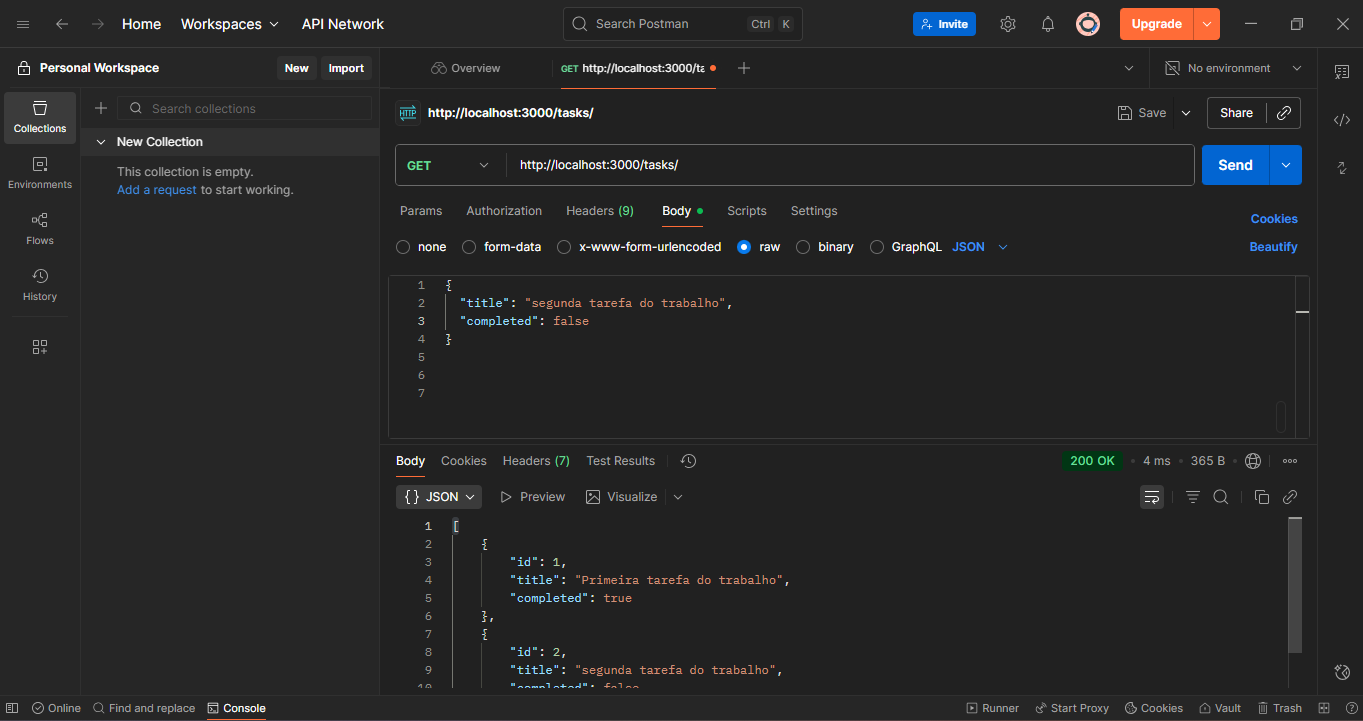 Home Workspaces API Network Search Postman Ctrl K Invite Upgrade
Personal Workspace New Import Overview GET http://localhost:3000/ta No environment
Collections
Environments
Flows
History
Search collections
New Collection
This collection is empty.
Add a request to start working.
HTTP http://localhost:3000/tasks/ Save Share
GET http://localhost:3000/tasks/ Send
Params Authorization Headers (9) Body Scripts Settings Cookies
none form-data x-www-form-urlencoded raw binary GraphQL JSON Beautify
1 {
2 "title": "segunda tarefa do trabalho",
3 "completed": false
4 }
5
6
7
Body Cookies Headers (7) Test Results 200 OK • 4 ms • 365 B
{} JSON Preview Visualize
1 [
2 {
3 "id": 1,
4 "title": "Primeira tarefa do trabalho",
5 "completed": true
6 },
7 {
8 "id": 2,
9 "title": "segunda tarefa do trabalho",
10 "completed": false
Online Find and replace Console Runner Start Proxy Cookies Vault Trash